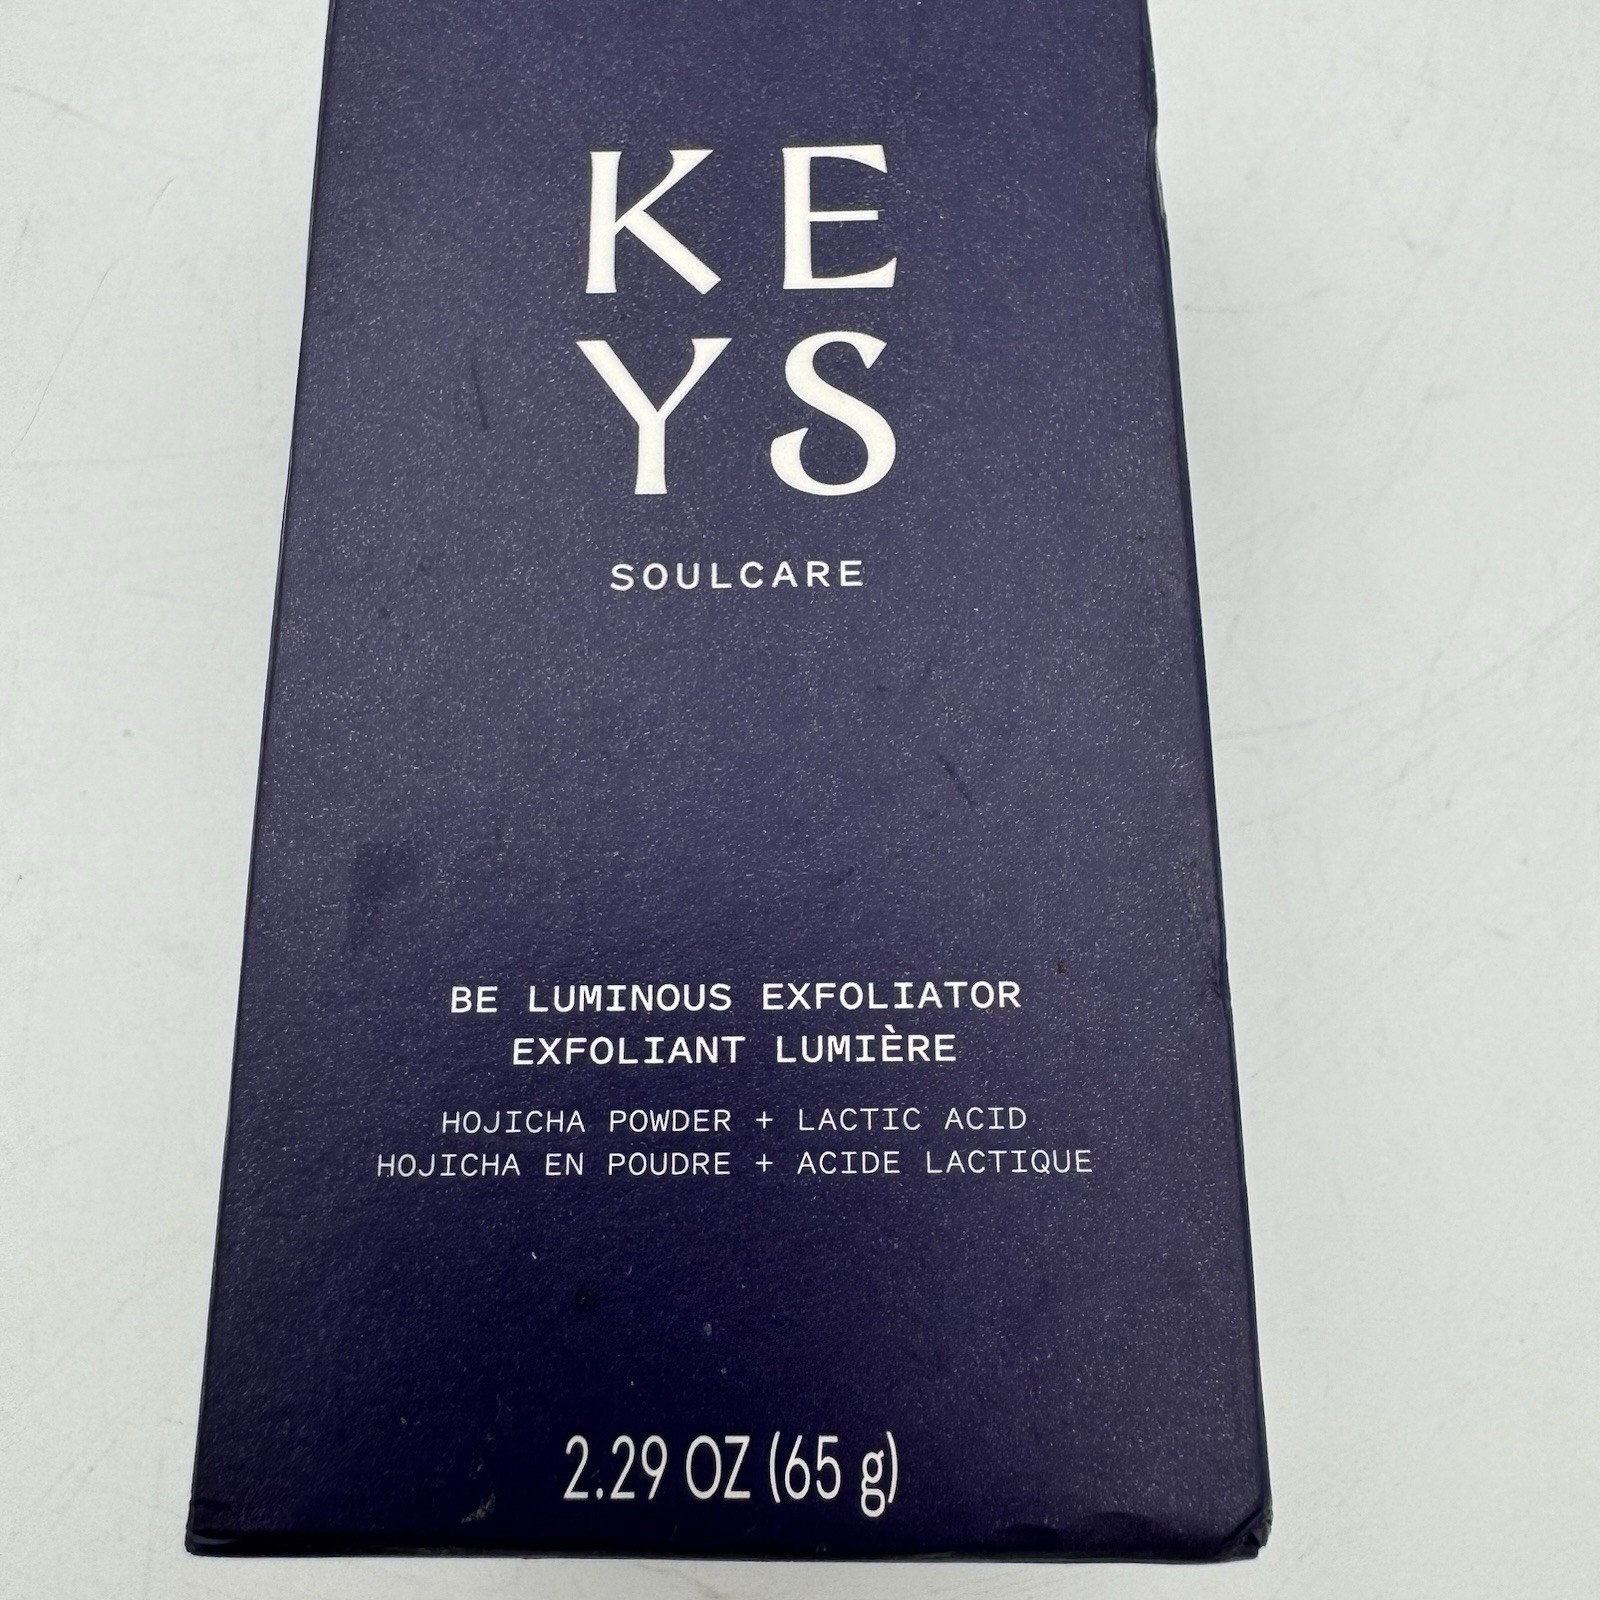 KE
YS
SOULCARE
BE LUMINOUS EXFOLIATOR
EXFOLIANT LUMIÈRE
HOJICHA POWDER + LACTIC ACID
HOJICHA EN POUDRE + ACIDE LACTIQUE
2.29 OZ (65 g)